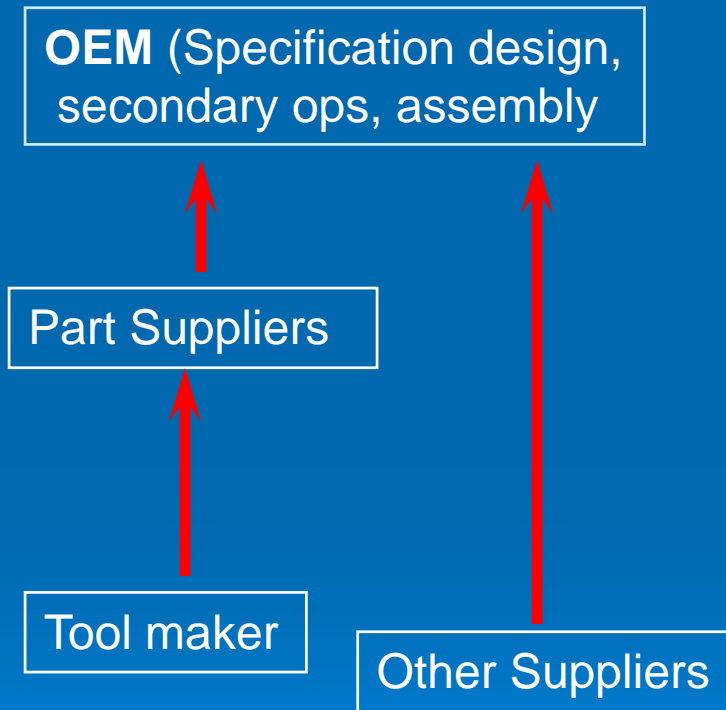 OEM (Specification design,
secondary ops, assembly
Part Suppliers
Tool maker
Other Suppliers